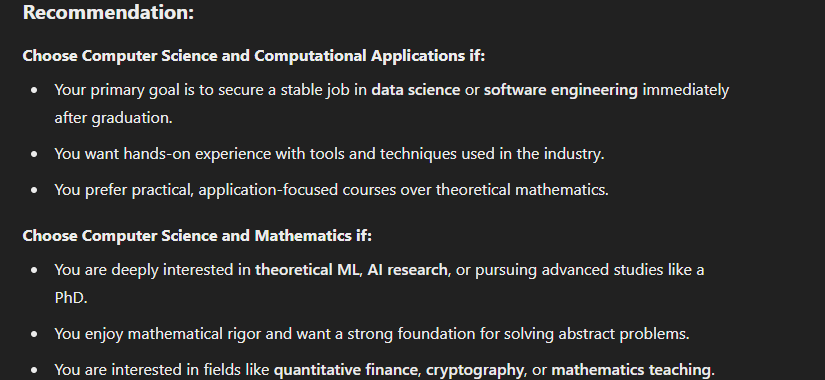 Recommendation:
Choose Computer Science and Computational Applications if:
• Your primary goal is to secure a stable job in data science or software engineering immediately
after graduation.
• You want hands-on experience with tools and techniques used in the industry.
• You prefer practical, application-focused courses over theoretical mathematics.
Choose Computer Science and Mathematics if:
• You are deeply interested in theoretical ML, AI research, or pursuing advanced studies like a
PhD.
• You enjoy mathematical rigor and want a strong foundation for solving abstract problems.
• You are interested in fields like quantitative finance, cryptography, or mathematics teaching.